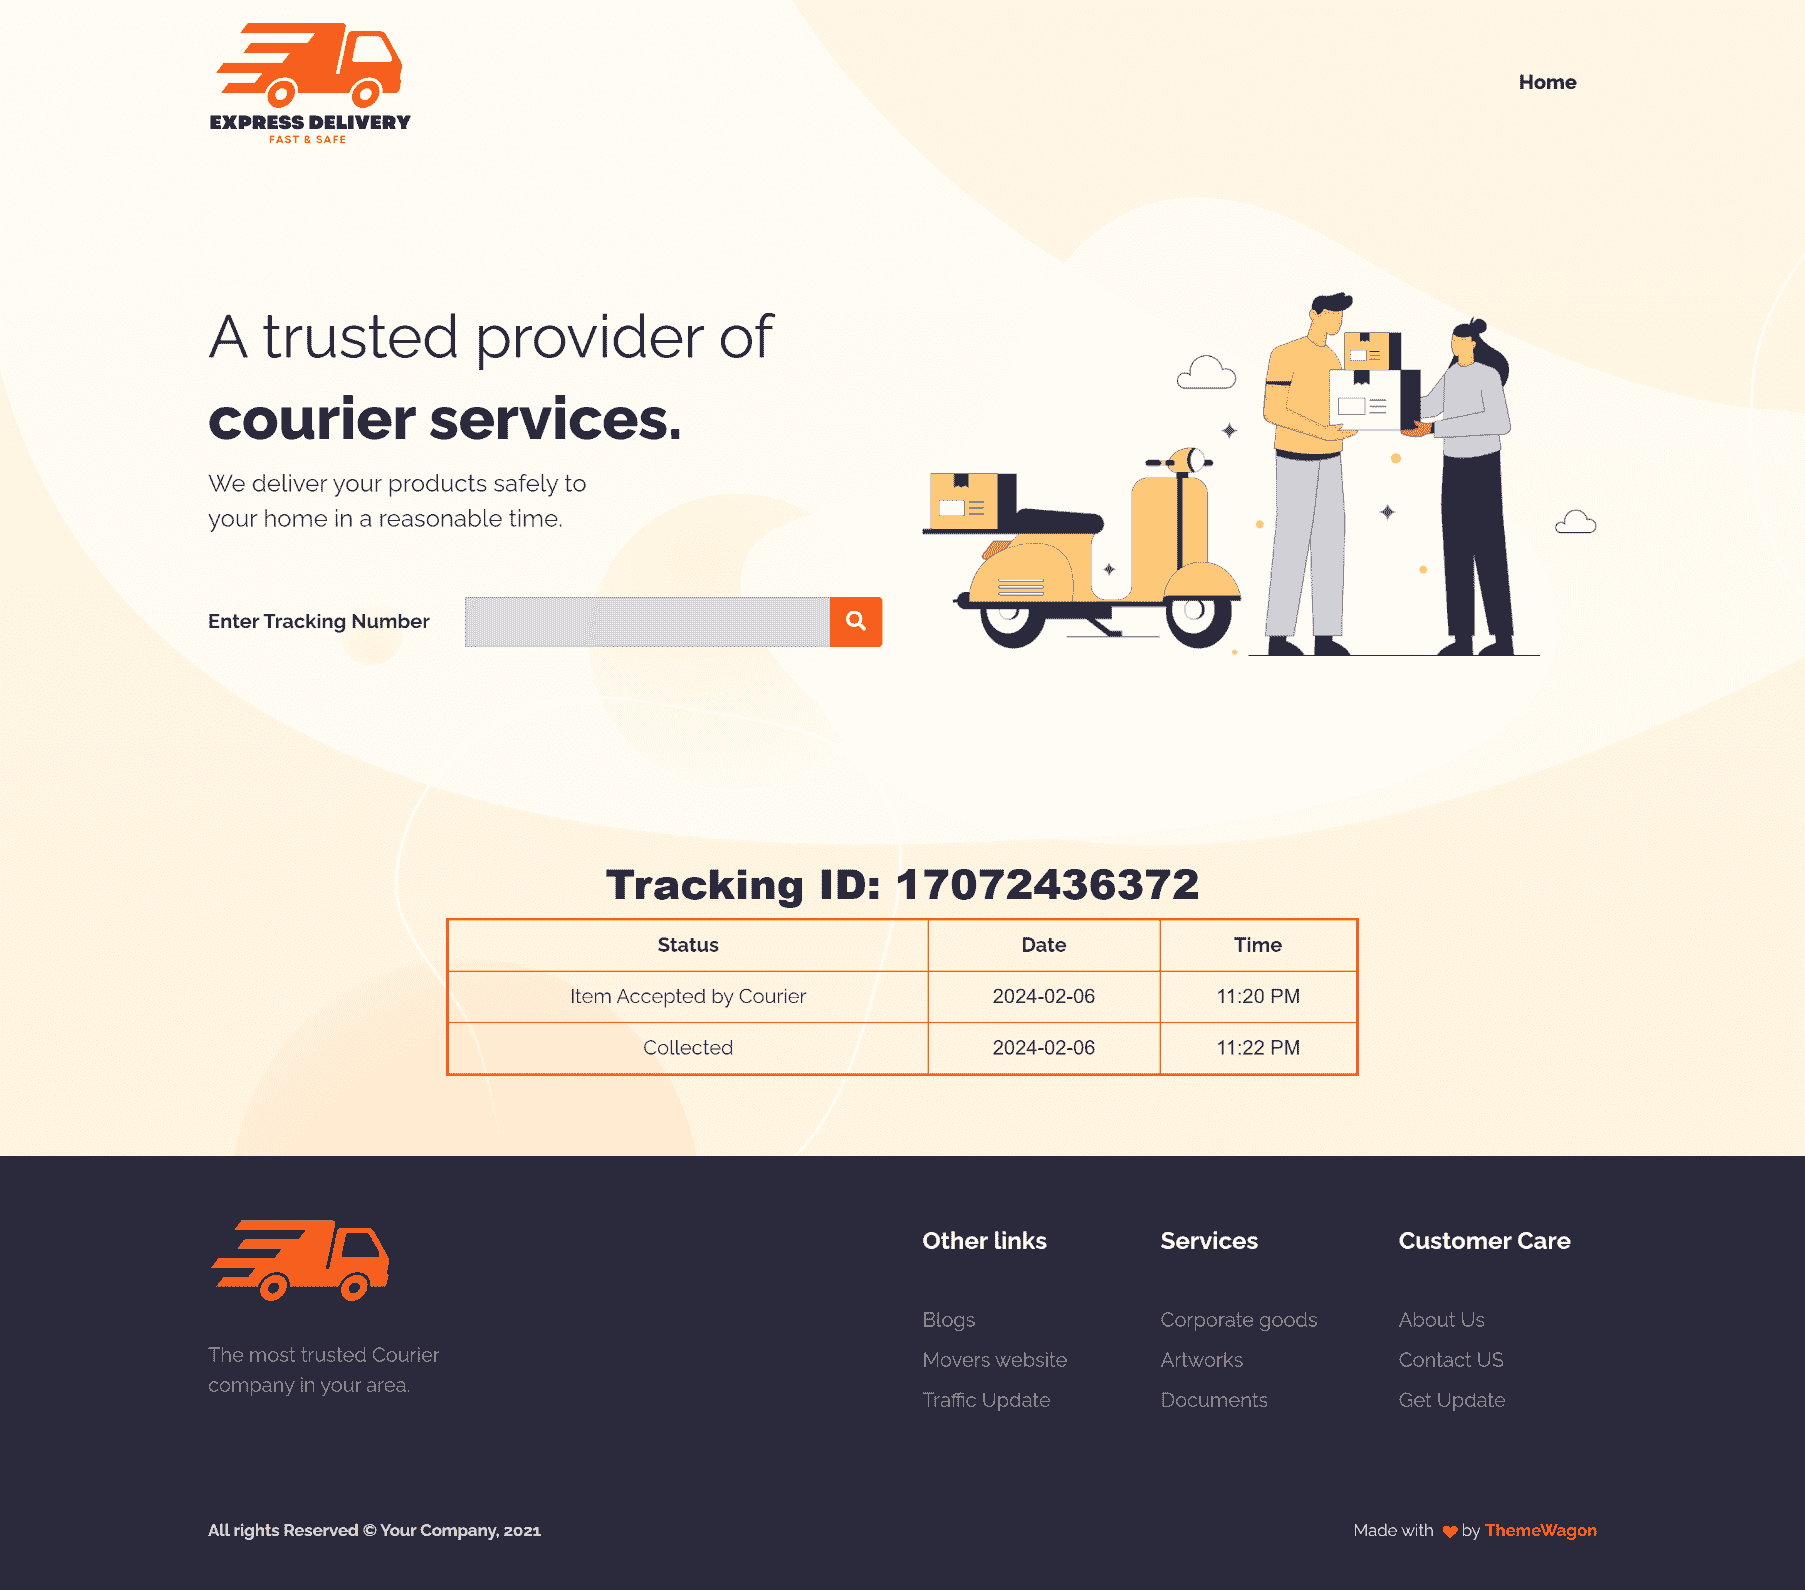 EXPRESS DELIVERY
FAST & SAFE
Home
A trusted provider of
courier services.
We deliver your products safely to
your home in a reasonable time.
Enter Tracking Number
Tracking ID: 17072436372
Status Date Time
Item Accepted by Courier 2024-02-06 11:20 PM
Collected 2024-02-06 11:22 PM
The most trusted Courier
company in your area.
Other links
Blogs
Movers website
Traffic Update
Services
Corporate goods
Artworks
Documents
Customer Care
About Us
Contact US
Get Update
All rights Reserved © Your Company, 2021
Made with ❤ by ThemeWagon